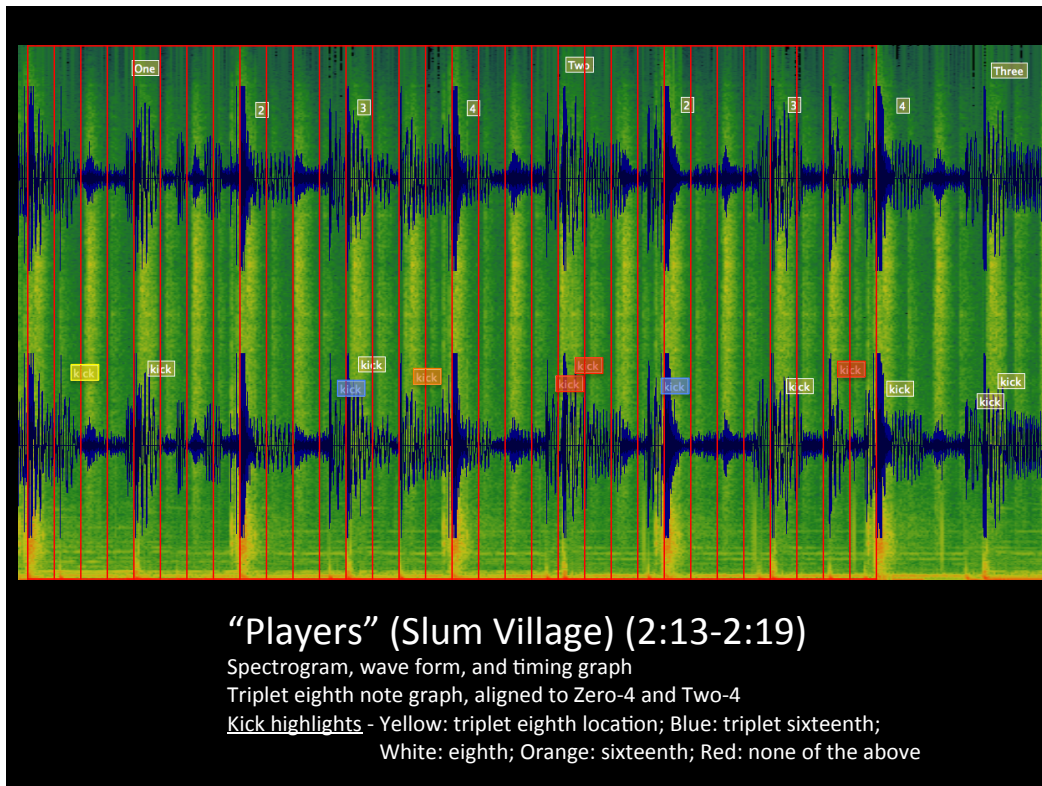 One Two Three
2 3 4 2 3 4
kick kick kick kick kick kick kick kick kick kick kick kick kick kick
“Players” (Slum Village) (2:13-2:19)
Spectrogram, wave form, and timing graph
Triplet eighth note graph, aligned to Zero-4 and Two-4
Kick highlights - Yellow: triplet eighth location; Blue: triplet sixteenth;
White: eighth; Orange: sixteenth; Red: none of the above